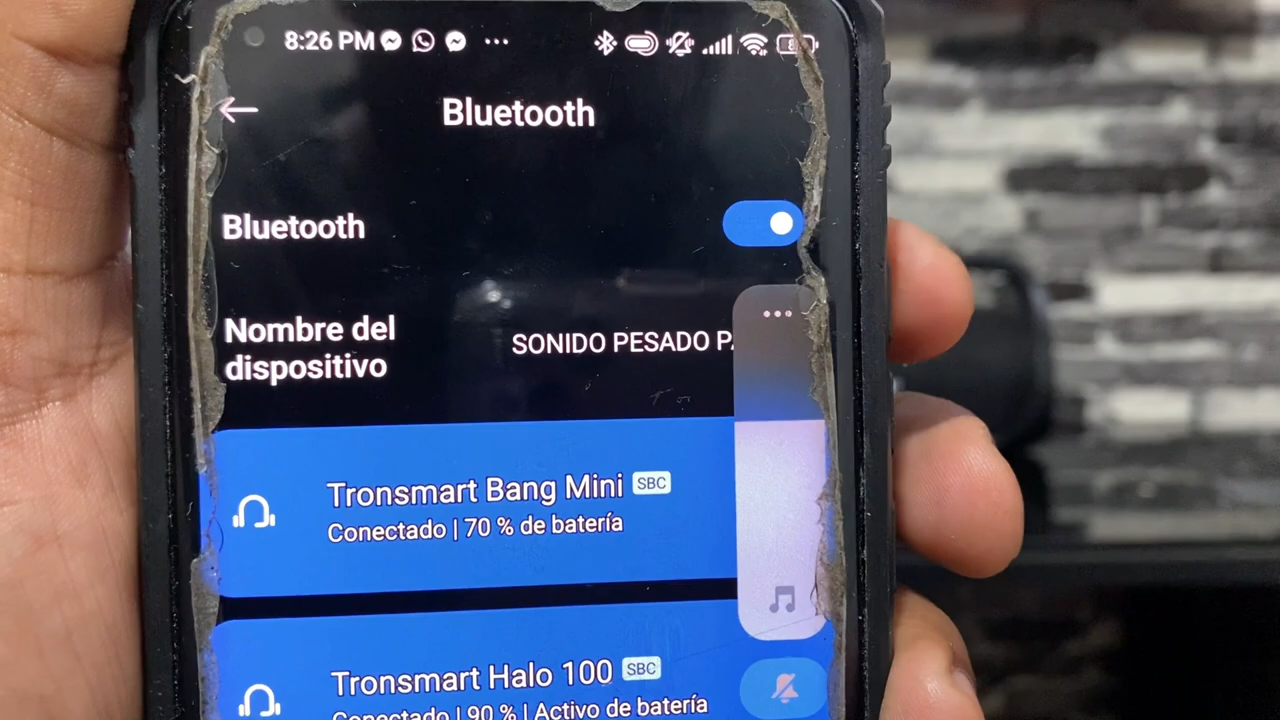 8:26 PM
Bluetooth
Bluetooth
Nombre del
dispositivo
SONIDO PESADO
Tronsmart Bang Mini SBC
Conectado | 70 % de batería
Tronsmart Halo 100 SBC
Conectado | 90 % | Activo de batería